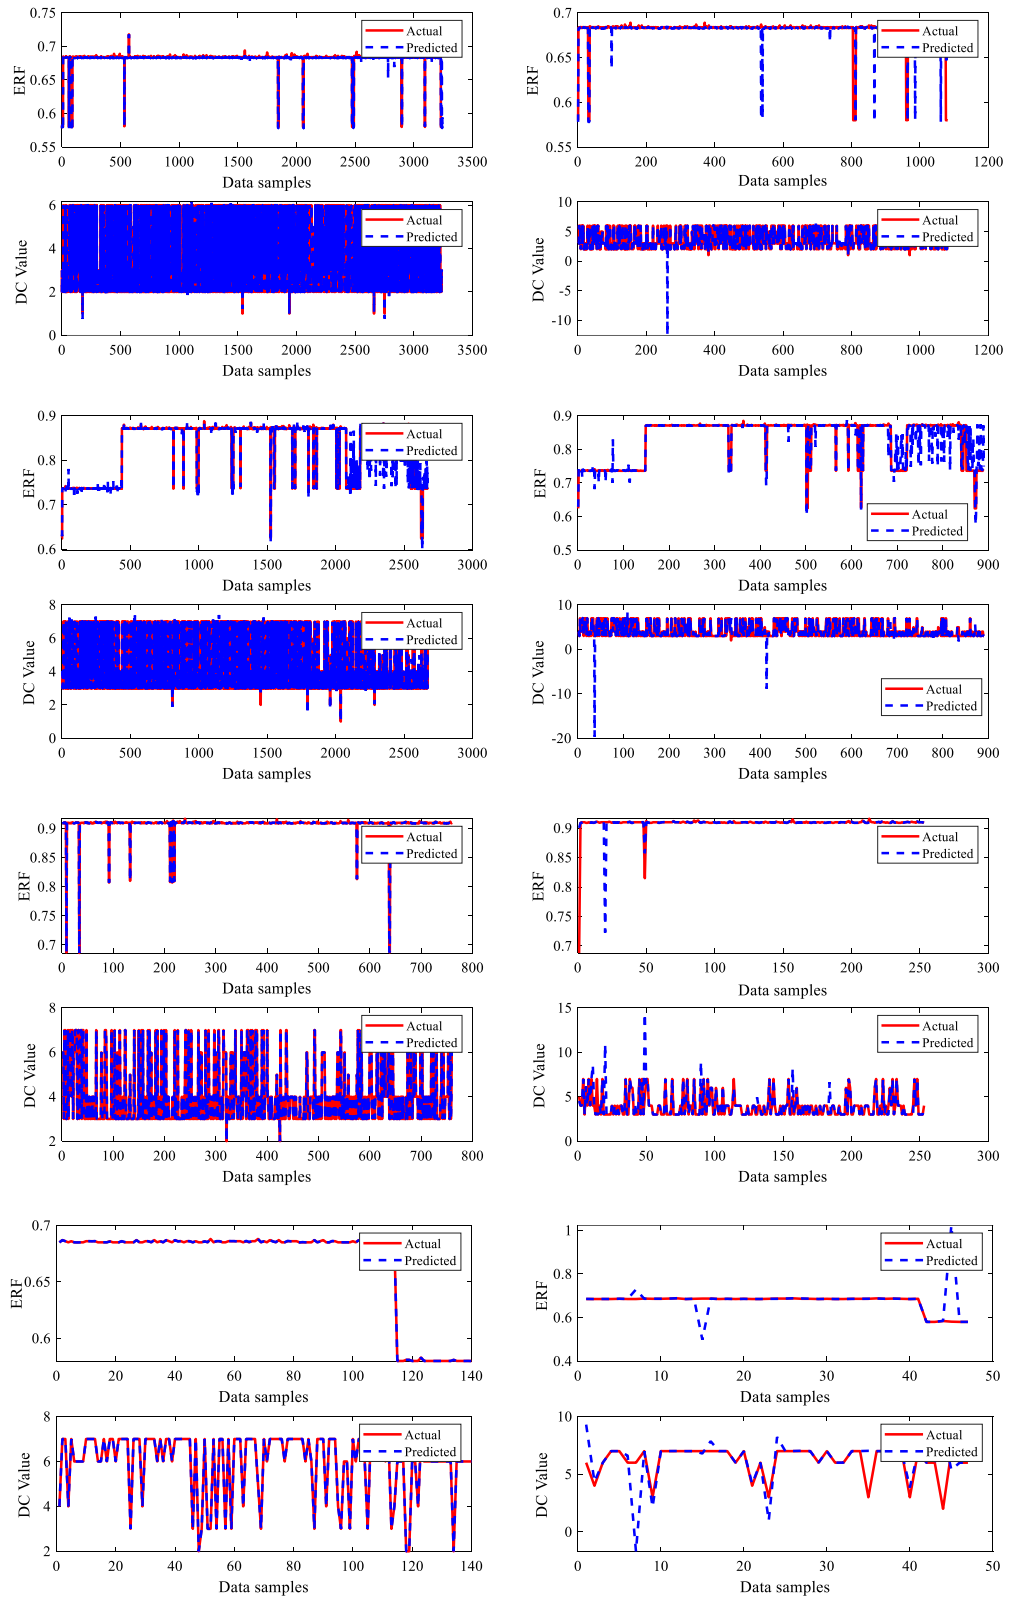 0.75
0.7
0.65
0.6
0.55
ERF
Actual
Predicted
0 500 1000 1500 2000 2500 3000 3500
Data samples
0.7
0.65
0.6
0.55
ERF
Actual
Predicted
0 200 400 600 800 1000 1200
Data samples
6
4
2
0
DC Value
Actual
Predicted
0 500 1000 1500 2000 2500 3000 3500
Data samples
10
5
0
-5
-10
DC Value
Actual
Predicted
0 200 400 600 800 1000 1200
Data samples
0.9
0.8
0.7
0.6
ERF
Actual
Predicted
0 500 1000 1500 2000 2500 3000
Data samples
0.9
0.8
0.7
0.6
0.5
ERF
Actual
Predicted
0 100 200 300 400 500 600 700 800 900
Data samples
8
6
4
2
0
DC Value
Actual
Predicted
0 500 1000 1500 2000 2500 3000
Data samples
10
0
-10
-20
DC Value
Actual
Predicted
0 100 200 300 400 500 600 700 800 900
Data samples
0.9
0.85
0.8
0.75
0.7
ERF
Actual
Predicted
0 100 200 300 400 500 600 700 800
Data samples
0.9
0.85
0.8
0.75
0.7
ERF
Actual
Predicted
0 50 100 150 200 250 300
Data samples
8
6
4
2
DC Value
Actual
Predicted
0 100 200 300 400 500 600 700 800
Data samples
15
10
5
0
DC Value
Actual
Predicted
0 50 100 150 200 250 300
Data samples
0.7
0.65
0.6
ERF
Actual
Predicted
0 20 40 60 80 100 120 140
Data samples
1
0.8
0.6
0.4
ERF
Actual
Predicted
0 10 20 30 40 50
Data samples
8
6
4
2
DC Value
Actual
Predicted
0 20 40 60 80 100 120 140
Data samples
10
5
0
DC Value
Actual
Predicted
0 10 20 30 40 50
Data samples